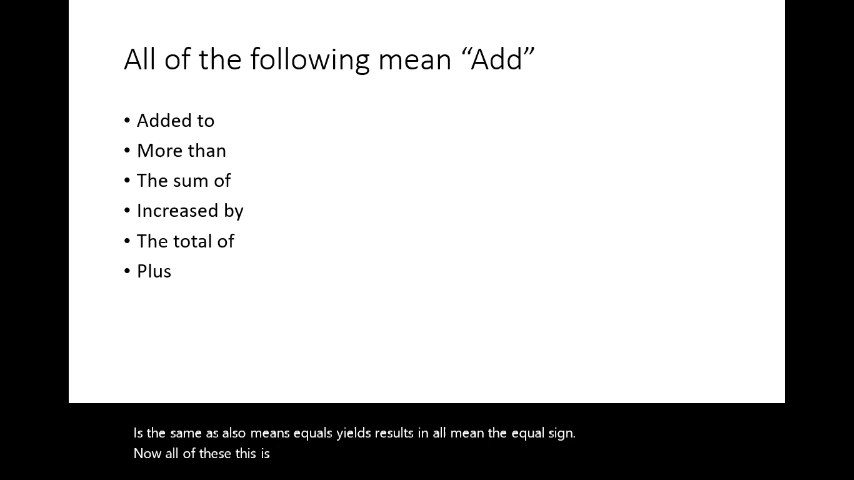 All of the following mean “Add”
• Added to
• More than
• The sum of
• Increased by
• The total of
• Plus
Is the same as also means equals yields results in all mean the equal sign.
Now all of these this is